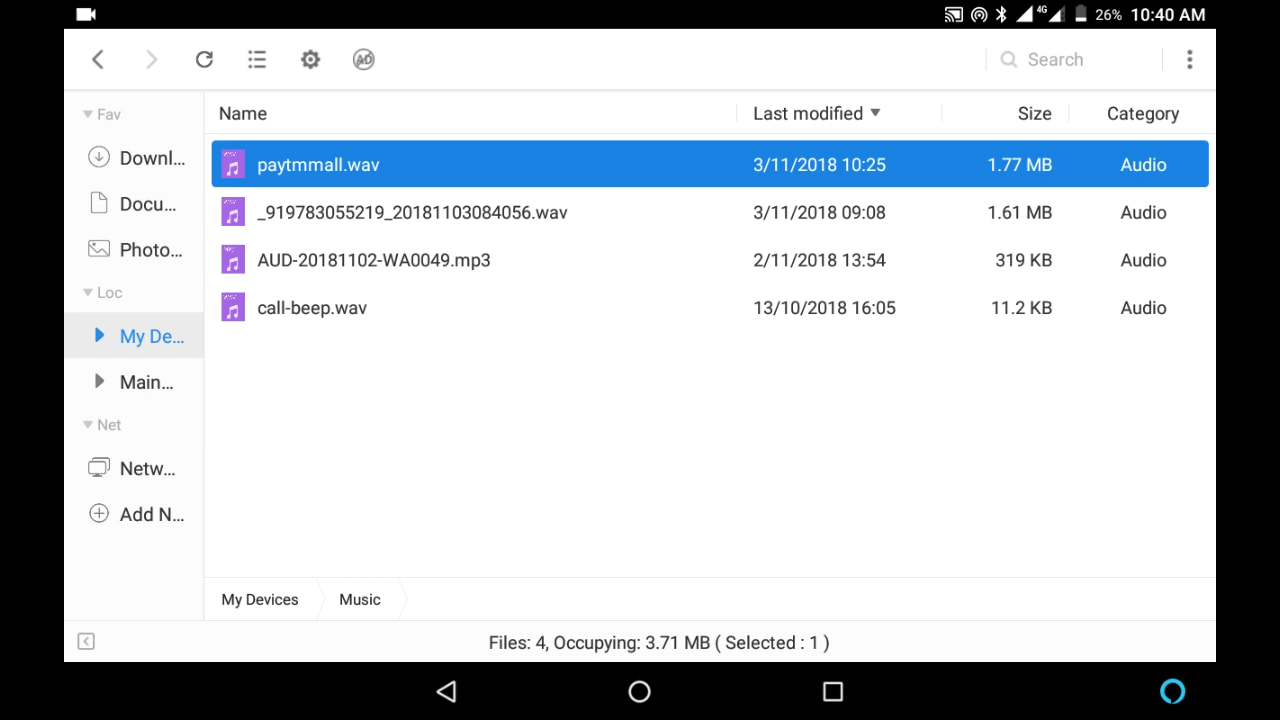 4G 26% 10:40 AM
AD Search
Fav
Downl...
Docu...
Photo...
Loc
My De...
Main...
Net
Netw...
Add N...
Name Last modified Size Category
paytmmall.wav 3/11/2018 10:25 1.77 MB Audio
_919783055219_20181103084056.wav 3/11/2018 09:08 1.61 MB Audio
AUD-20181102-WA0049.mp3 2/11/2018 13:54 319 KB Audio
call-beep.wav 13/10/2018 16:05 11.2 KB Audio
My Devices Music
Files: 4, Occupying: 3.71 MB ( Selected : 1 )